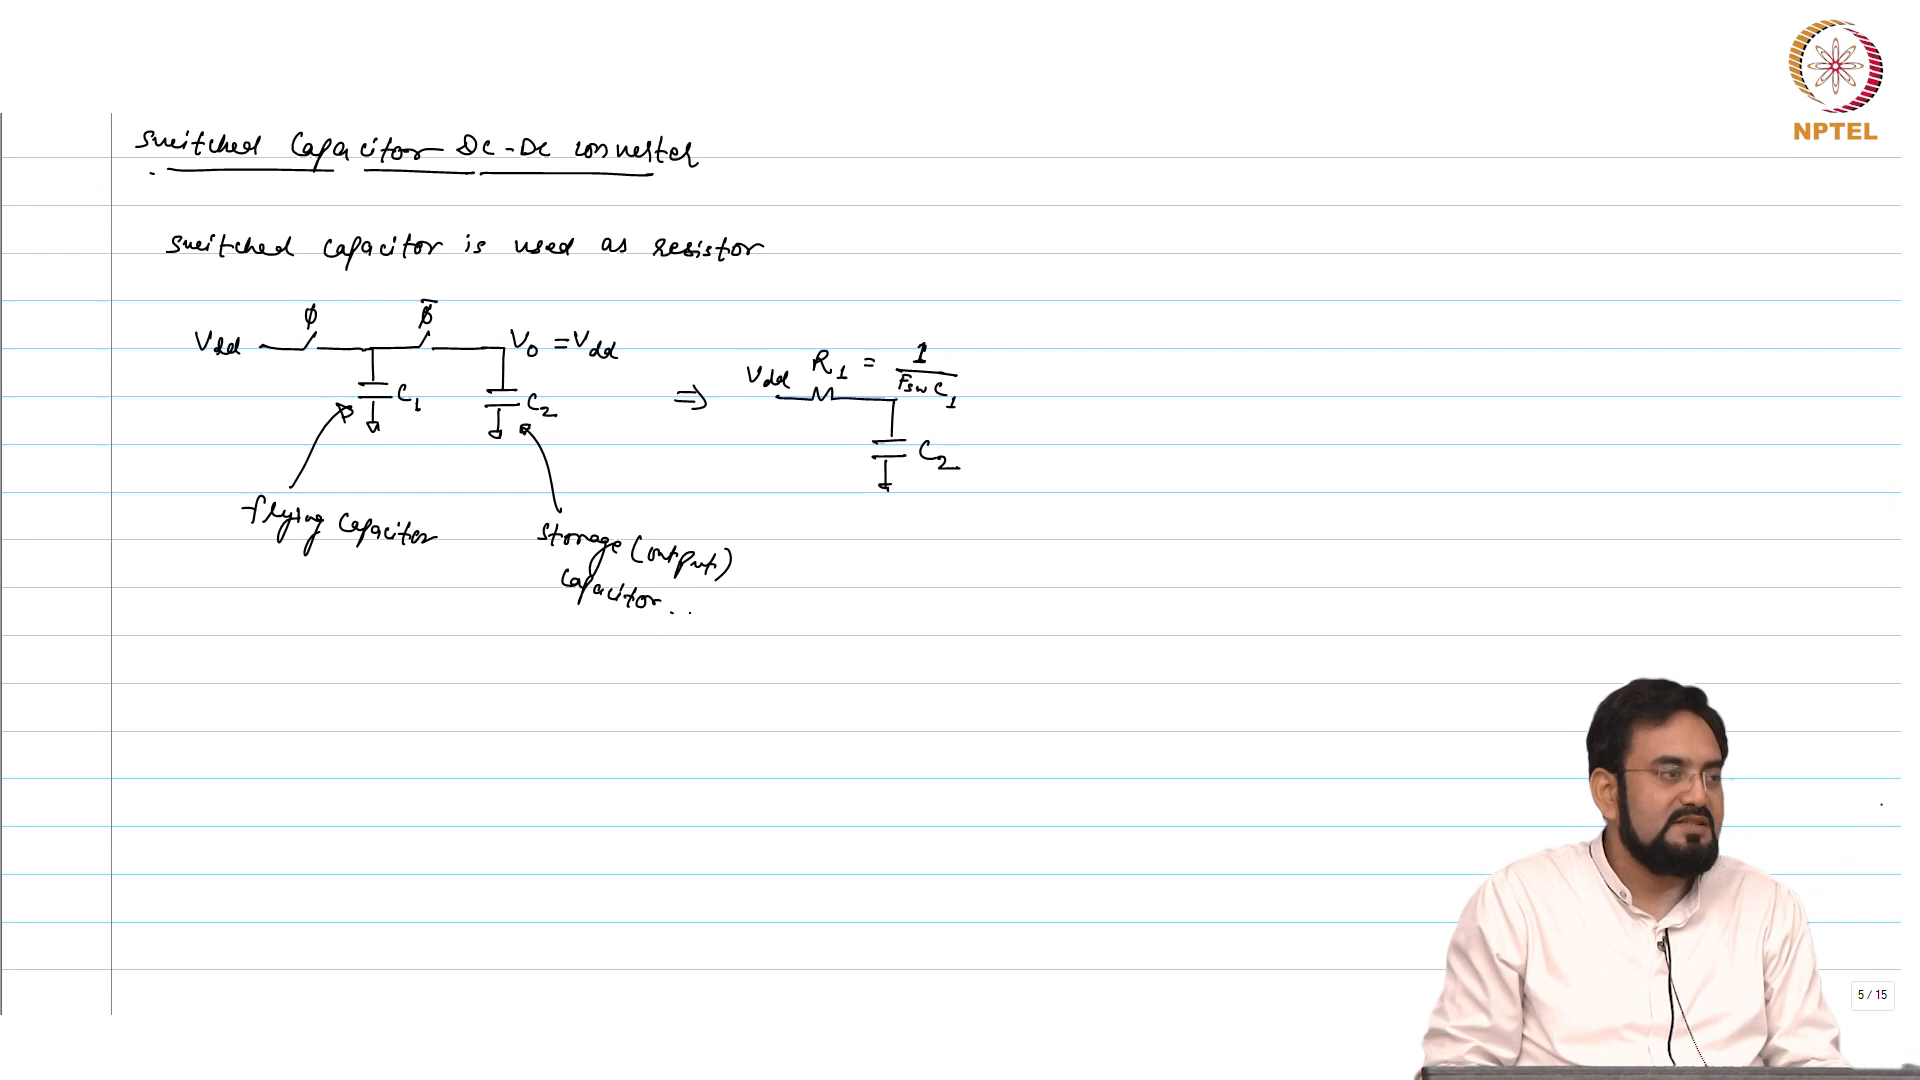 NPTEL
Switched Capacitor DC-DC converter
Switched capacitor is used as resistor
ϕ
ϕ̅
Vdd
V₀ = Vdd
C₁
C₂
⇒
Vdd R₁ = 1/(Fsw C₁)
C₂
flying capacitor
Storage (output)
capacitor..
5 / 15